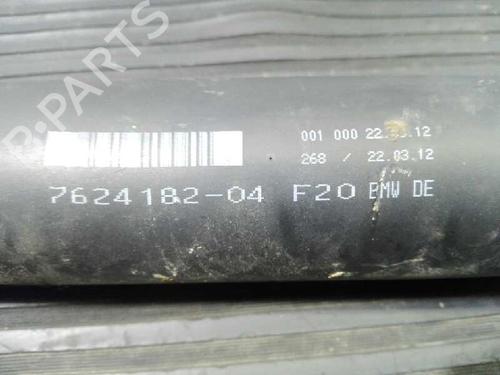 B-PARTS
001 000 22.03.12
268 / 22.03.12
7624182-04 F20 BMW DE